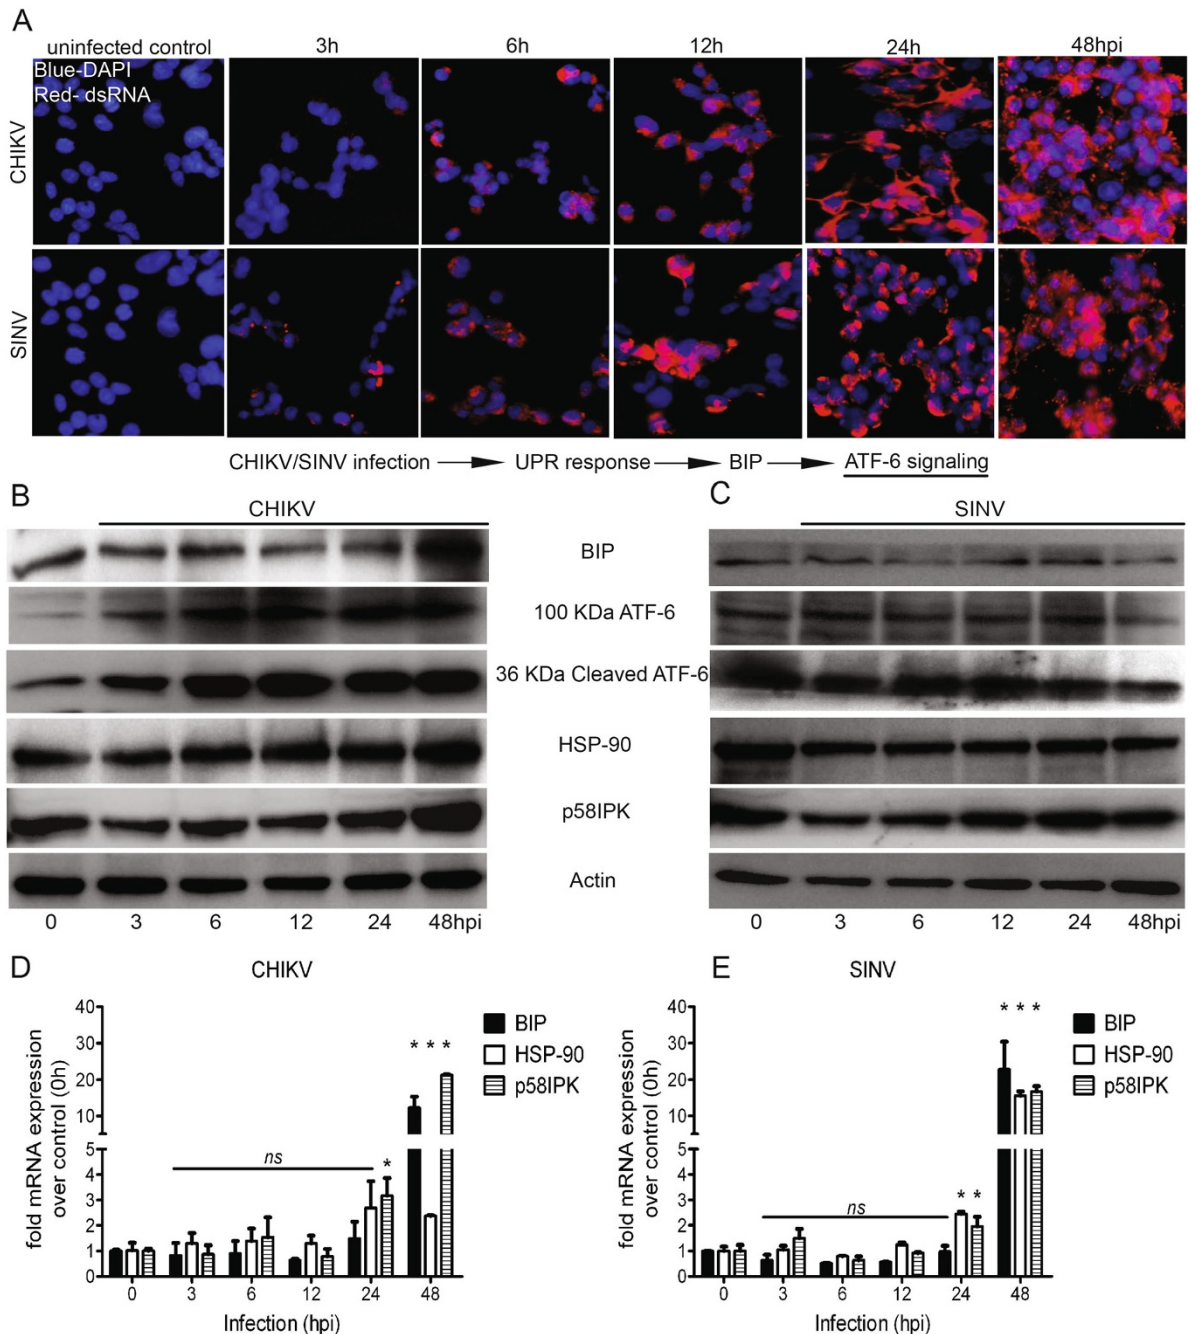 A
uninfected control 3h 6h 12h 24h 48hpi
Blue-DAPI
Red- dsRNA
CHIKV
SINV
CHIKV/SINV infection UPR response BIP ATF-6 signaling
B CHIKV
C SINV
BIP
100 KDa ATF-6
36 KDa Cleaved ATF-6
HSP-90
p58IPK
Actin
0 3 6 12 24 48hpi
0 3 6 12 24 48hpi
D CHIKV
fold mRNA expression
over control (0h)
40
30
20
10
5
4
3
2
1
0
ns
*
* * *
BIP
HSP-90
p58IPK
0 3 6 12 24 48
Infection (hpi)
E SINV
fold mRNA expression
over control (0h)
40
30
20
10
5
4
3
2
1
0
ns
* *
* * *
BIP
HSP-90
p58IPK
0 3 6 12 24 48
Infection (hpi)